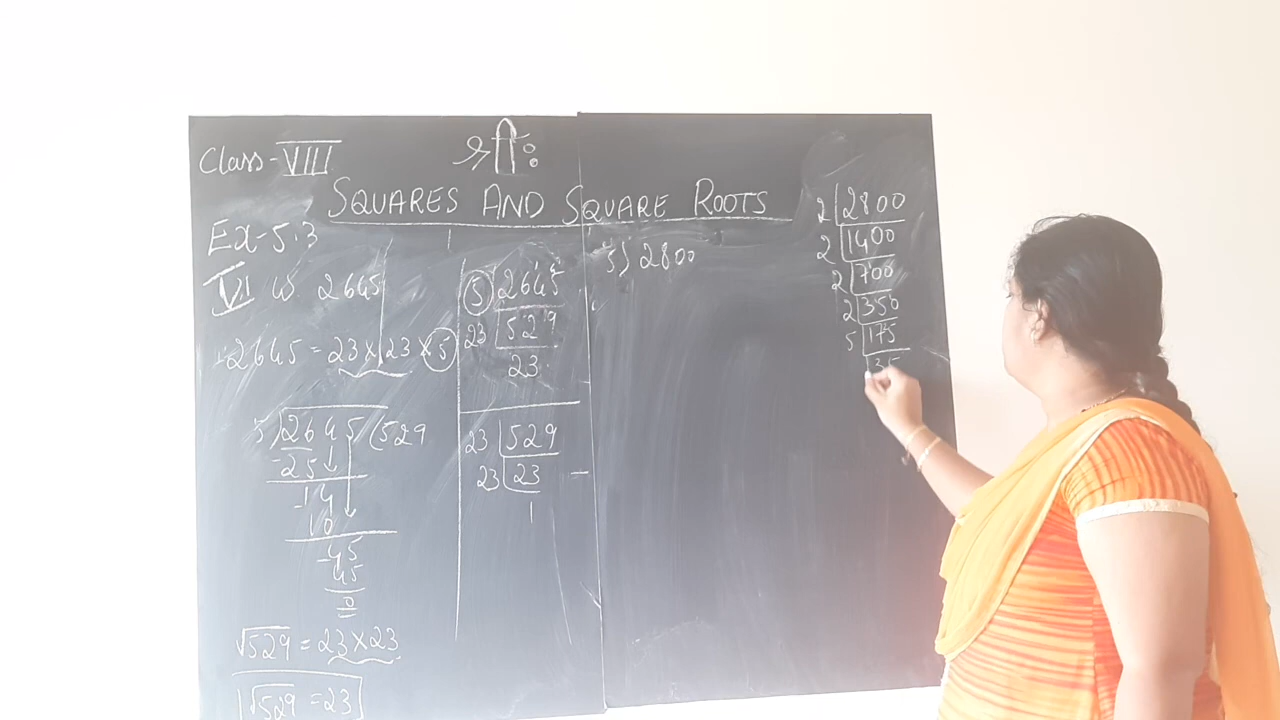 Class-VIII
SQUARES AND SQUARE ROOTS
Ex-5.3
VI iv 2645
2645 = 23×23×5
5)2645(529
-25
-14
10
-45
45
0
√529 = 23×23
√529 = 23
5 2645
23 529
23
23 529
23 23
1
5) 2800
2 2800
2 1400
2 700
2 350
5 175
35